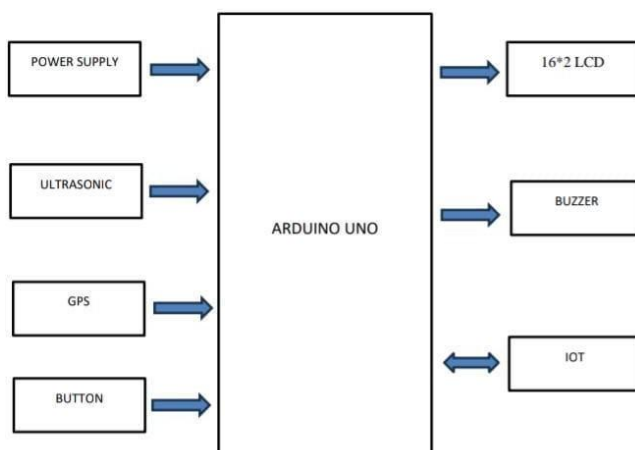 POWER SUPPLY
ULTRASONIC
GPS
BUTTON
ARDUINO UNO
16*2 LCD
BUZZER
IOT